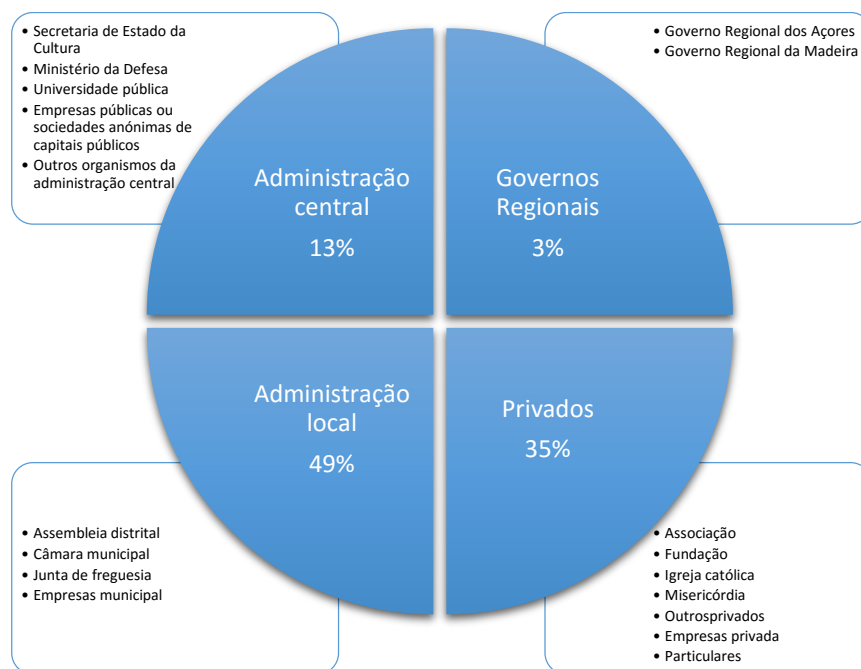 • Secretaria de Estado da
Cultura
• Ministério da Defesa
• Universidade pública
• Empresas públicas ou
sociedades anónimas de
capitais públicos
• Outros organismos da
administração central
• Governo Regional dos Açores
• Governo Regional da Madeira
Administração
central
13%
Governos
Regionais
3%
Administração
local
49%
Privados
35%
• Assembleia distrital
• Câmara municipal
• Junta de freguesia
• Empresas municipal
• Associação
• Fundação
• Igreja católica
• Misericórdia
• Outrosprivados
• Empresas privada
• Particulares